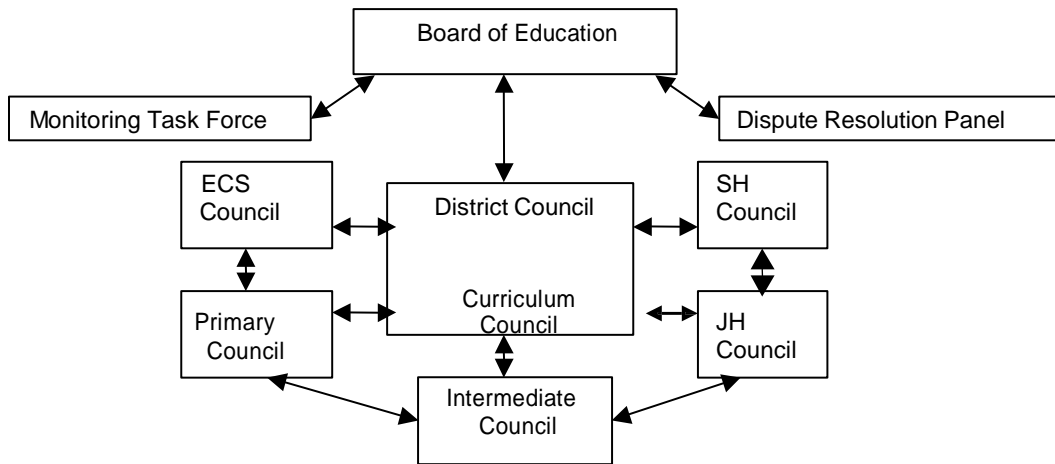 Board of Education
Monitoring Task Force
Dispute Resolution Panel
ECS
Council
District Council
SH
Council
Primary
Council
Curriculum
Council
JH
Council
Intermediate
Council